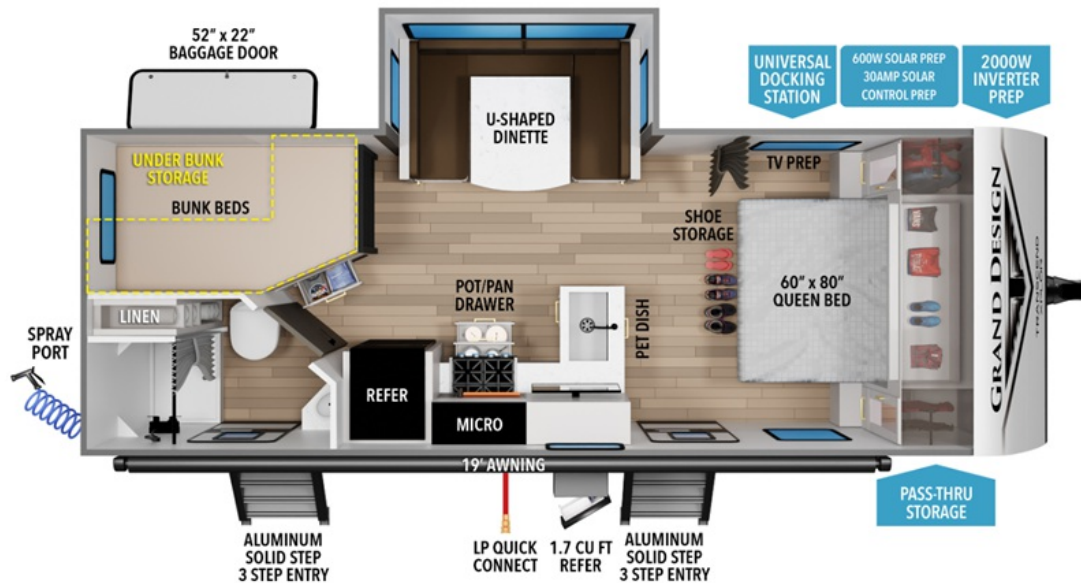 52" x 22"
BAGGAGE DOOR
UNIVERSAL
DOCKING
STATION
600W SOLAR PREP
30AMP SOLAR
CONTROL PREP
2000W
INVERTER
PREP
U-SHAPED
DINETTE
UNDER BUNK
STORAGE
BUNK BEDS
TV PREP
SHOE
STORAGE
60" x 80"
QUEEN BED
GRAND DESIGN
TRANSCEND
POT/PAN
DRAWER
PET DISH
LINEN
SPRAY
PORT
REFER
MICRO
19' AWNING
PASS-THRU
STORAGE
ALUMINUM
SOLID STEP
3 STEP ENTRY
LP QUICK
CONNECT
1.7 CU FT
REFER
ALUMINUM
SOLID STEP
3 STEP ENTRY